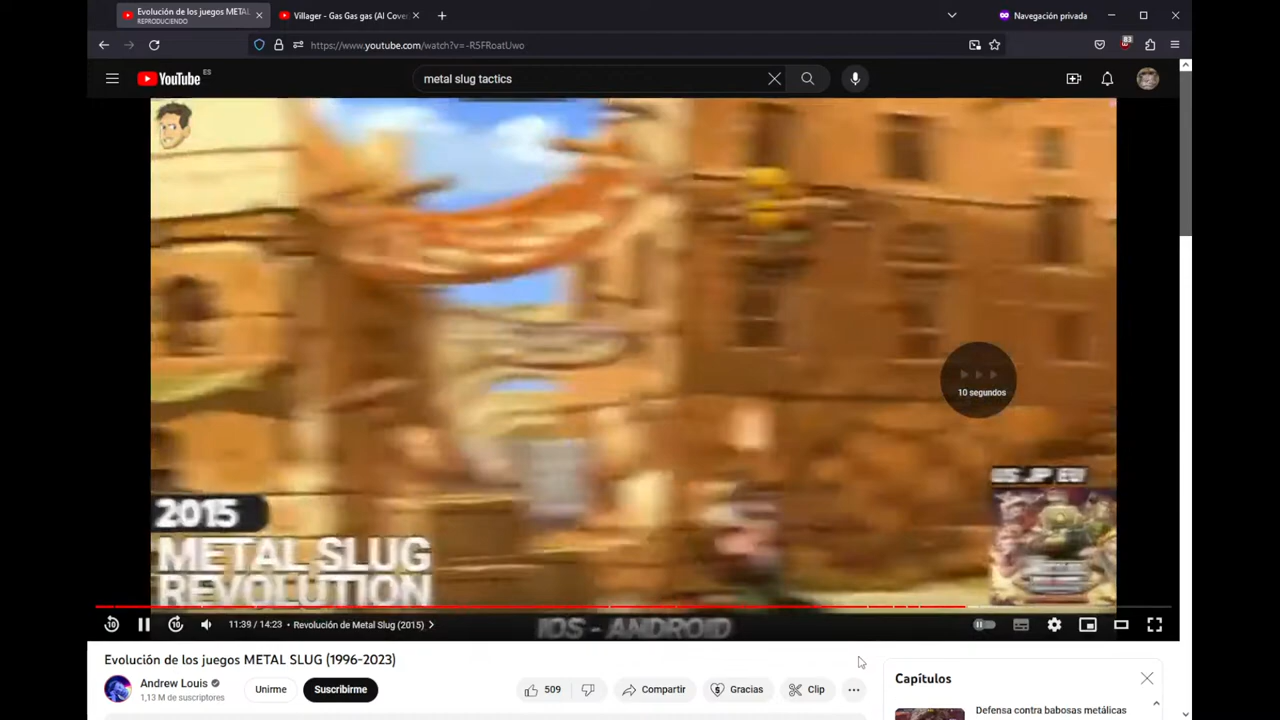 Evolución de los juegos METAL
REPRODUCIENDO
Villager - Gas Gas gas (AI Cover
Navegación privada
https://www.youtube.com/watch?v=-R5FRoatUwo
83
YouTube ES
metal slug tactics
10 segundos
2015
METAL SLUG
REVOLUTION
US JP EU
IOS - ANDROID
10
10
11:39 / 14:23 • Revolución de Metal Slug (2015)
Evolución de los juegos METAL SLUG (1996-2023)
Andrew Louis
1,13 M de suscriptores
Unirme
Suscribirme
509
Compartir
Gracias
Clip
Capítulos
Defensa contra babosas metálicas